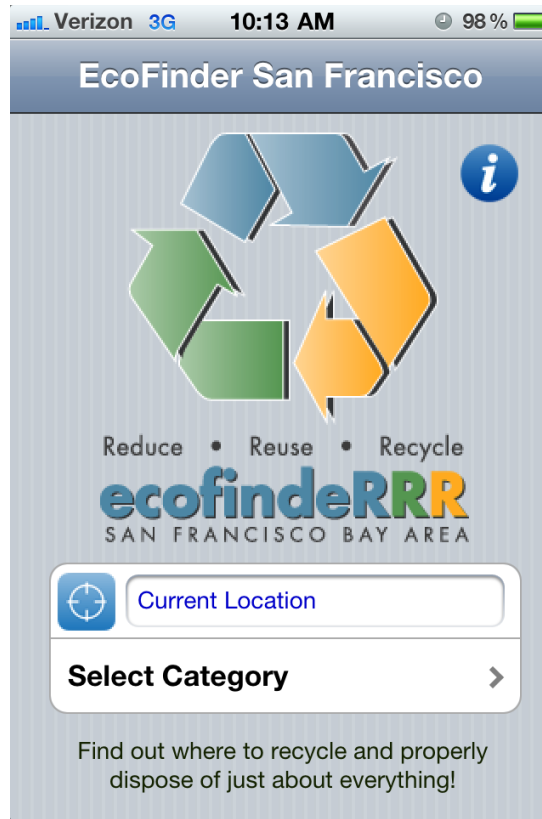 Verizon 3G 10:13 AM 98%
EcoFinder San Francisco
i
Reduce • Reuse • Recycle
ecofindeRRR
SAN FRANCISCO BAY AREA
Current Location
Select Category
Find out where to recycle and properly
dispose of just about everything!